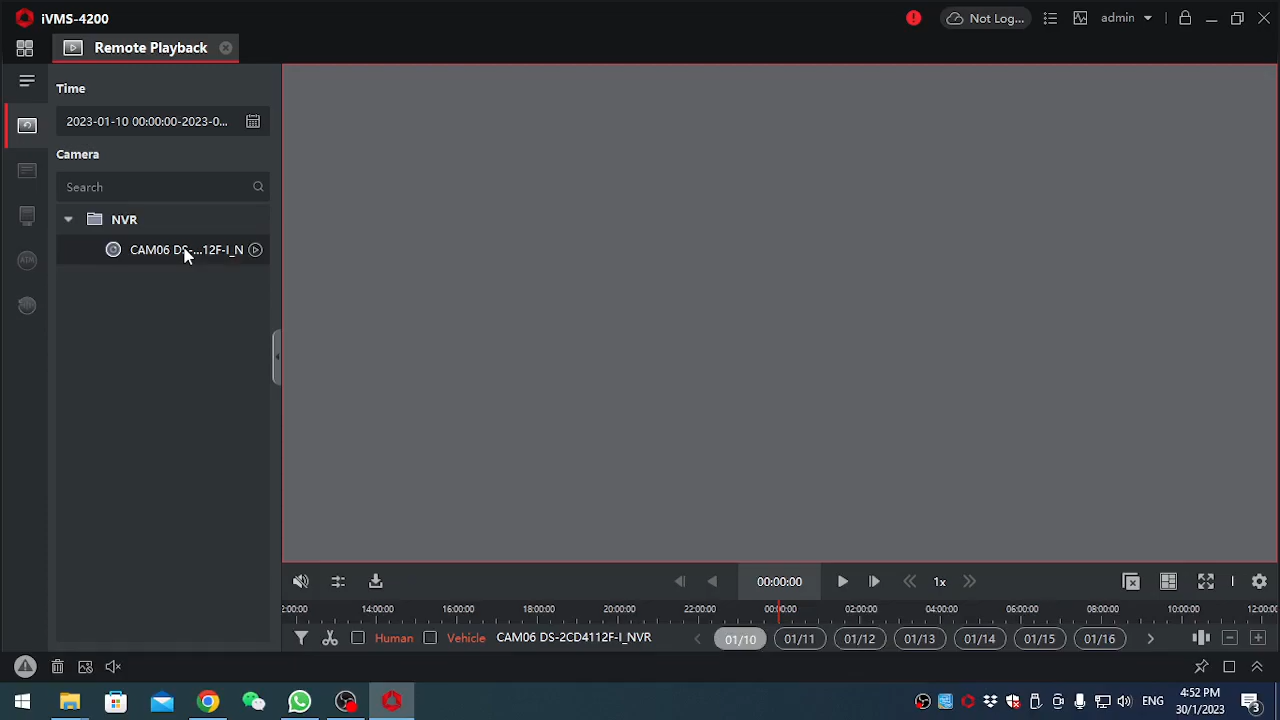 iVMS-4200
Not Log...
admin
Remote Playback
Time
2023-01-10 00:00:00-2023-0...
Camera
Search
NVR
CAM06 DS-...12F-I_N
00:00:00
1x
2:00:00 14:00:00 16:00:00 18:00:00 20:00:00 22:00:00 00:00:00 02:00:00 04:00:00 06:00:00 08:00:00 10:00:00 12:00:00
Human Vehicle CAM06 DS-2CD4112F-I_NVR 01/10 01/11 01/12 01/13 01/14 01/15 01/16
ENG
4:52 PM
30/1/2023
3